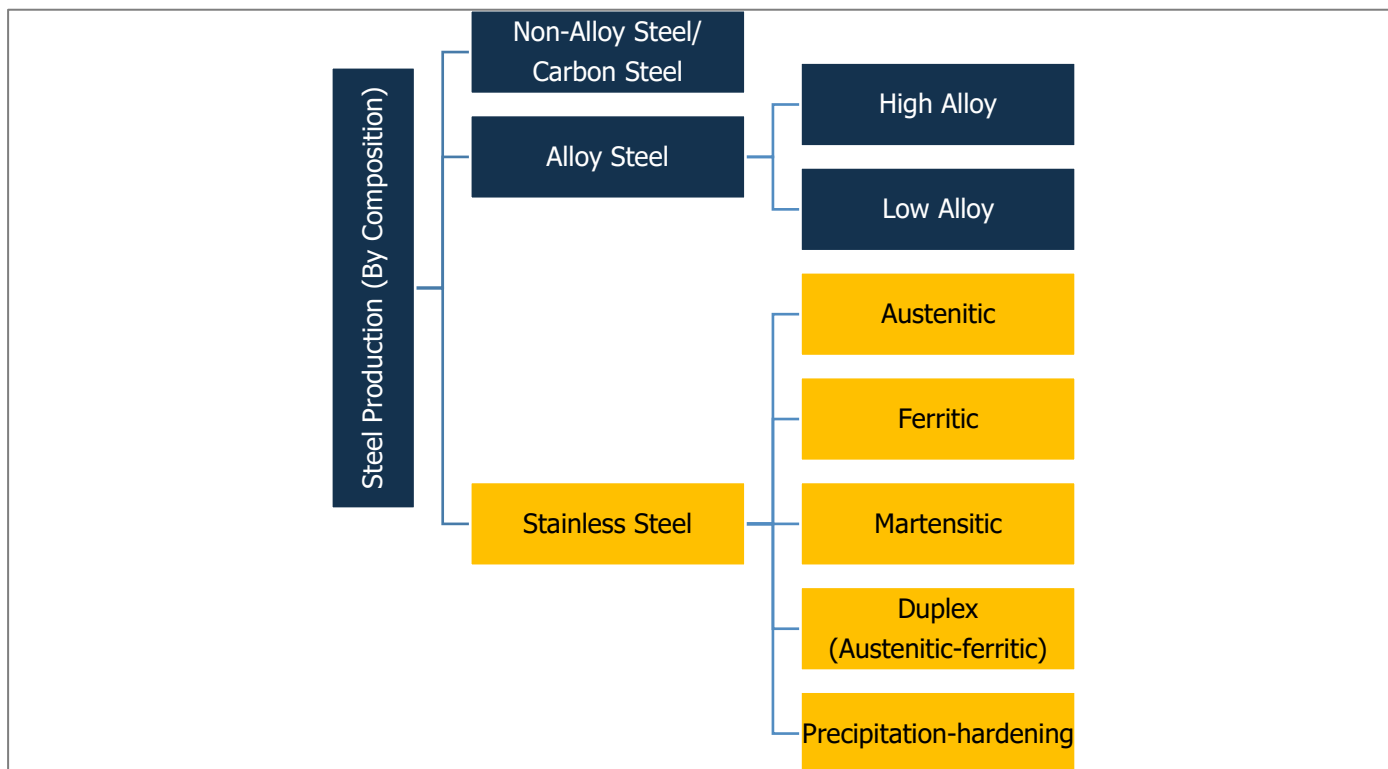 Steel Production (By Composition)
Non-Alloy Steel/
Carbon Steel
Alloy Steel
High Alloy
Low Alloy
Stainless Steel
Austenitic
Ferritic
Martensitic
Duplex
(Austenitic-ferritic)
Precipitation-hardening